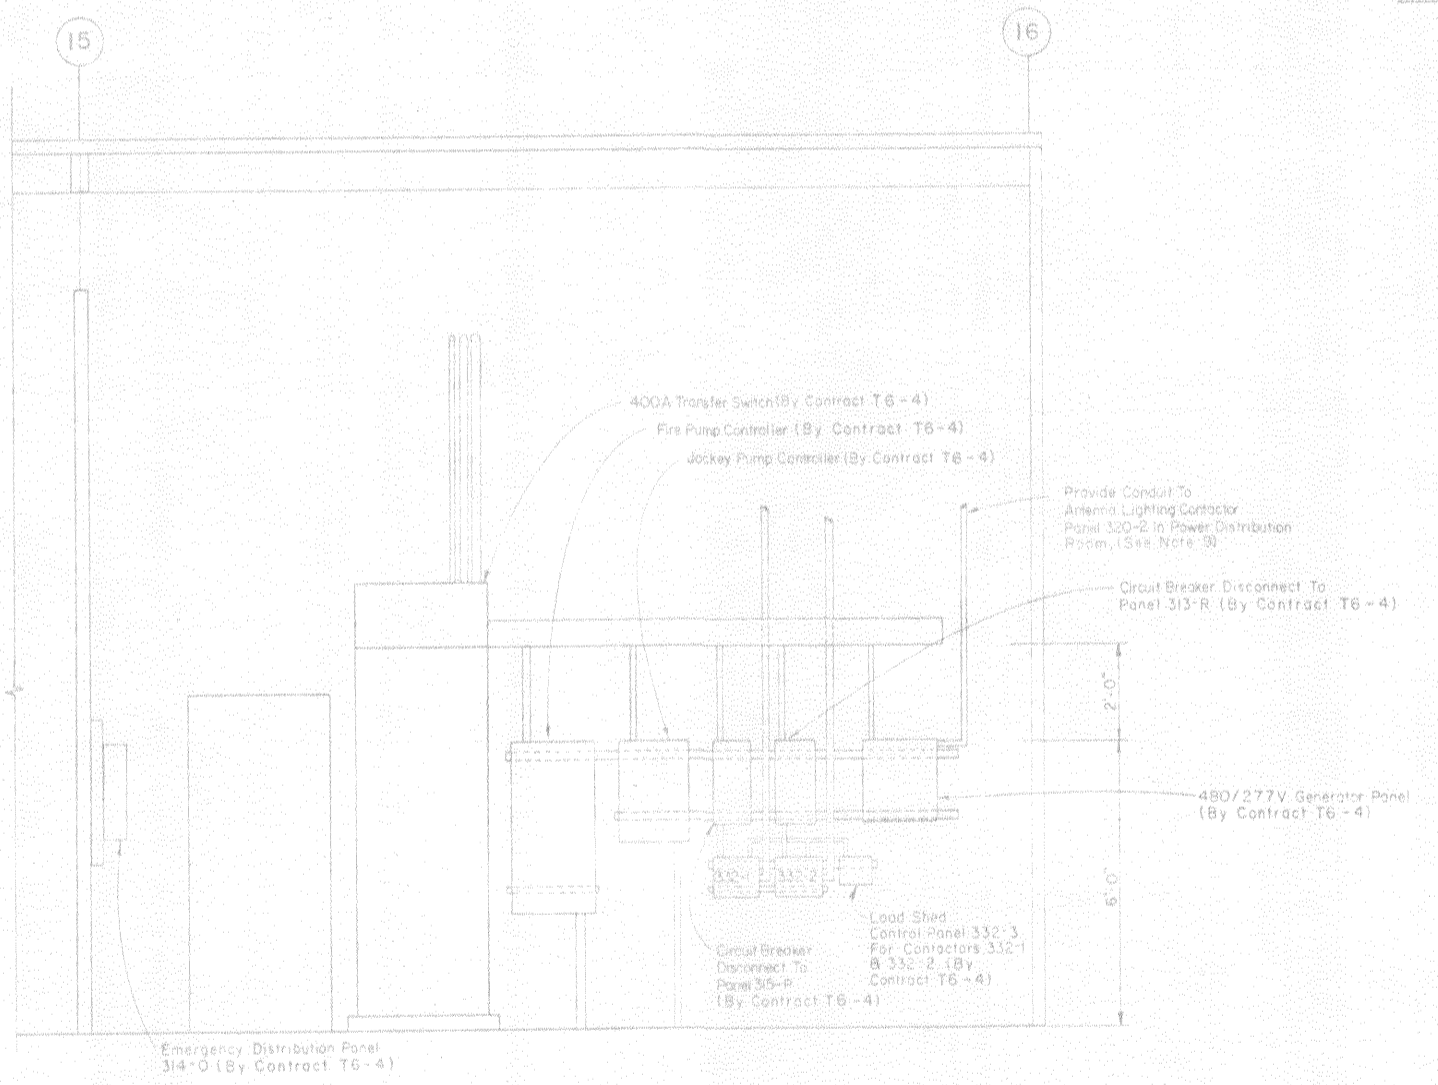 15
16
400A Transfer Switch (By Contract T6-4)
Fire Pump Controller (By Contract T6-4)
Jockey Pump Controller (By Contract T6-4)
Provide Conduit To
Antenna Lighting Contactor
Panel 320-2 In Power Distribution
Room, (See Note 9)
Circuit Breaker Disconnect To
Panel 313-R (By Contract T6-4)
2'-0"
480/277V Generator Panel
(By Contract T6-4)
6'-0"
332-1
332-2
Load Shed
Control Panel 332-3
For Contactors 332-1
& 332-2 (By
Contract T6-4)
Circuit Breaker
Disconnect To
Panel
(By Contract T6-4)
Emergency Distribution Panel
314-0 (By Contract T6-4)